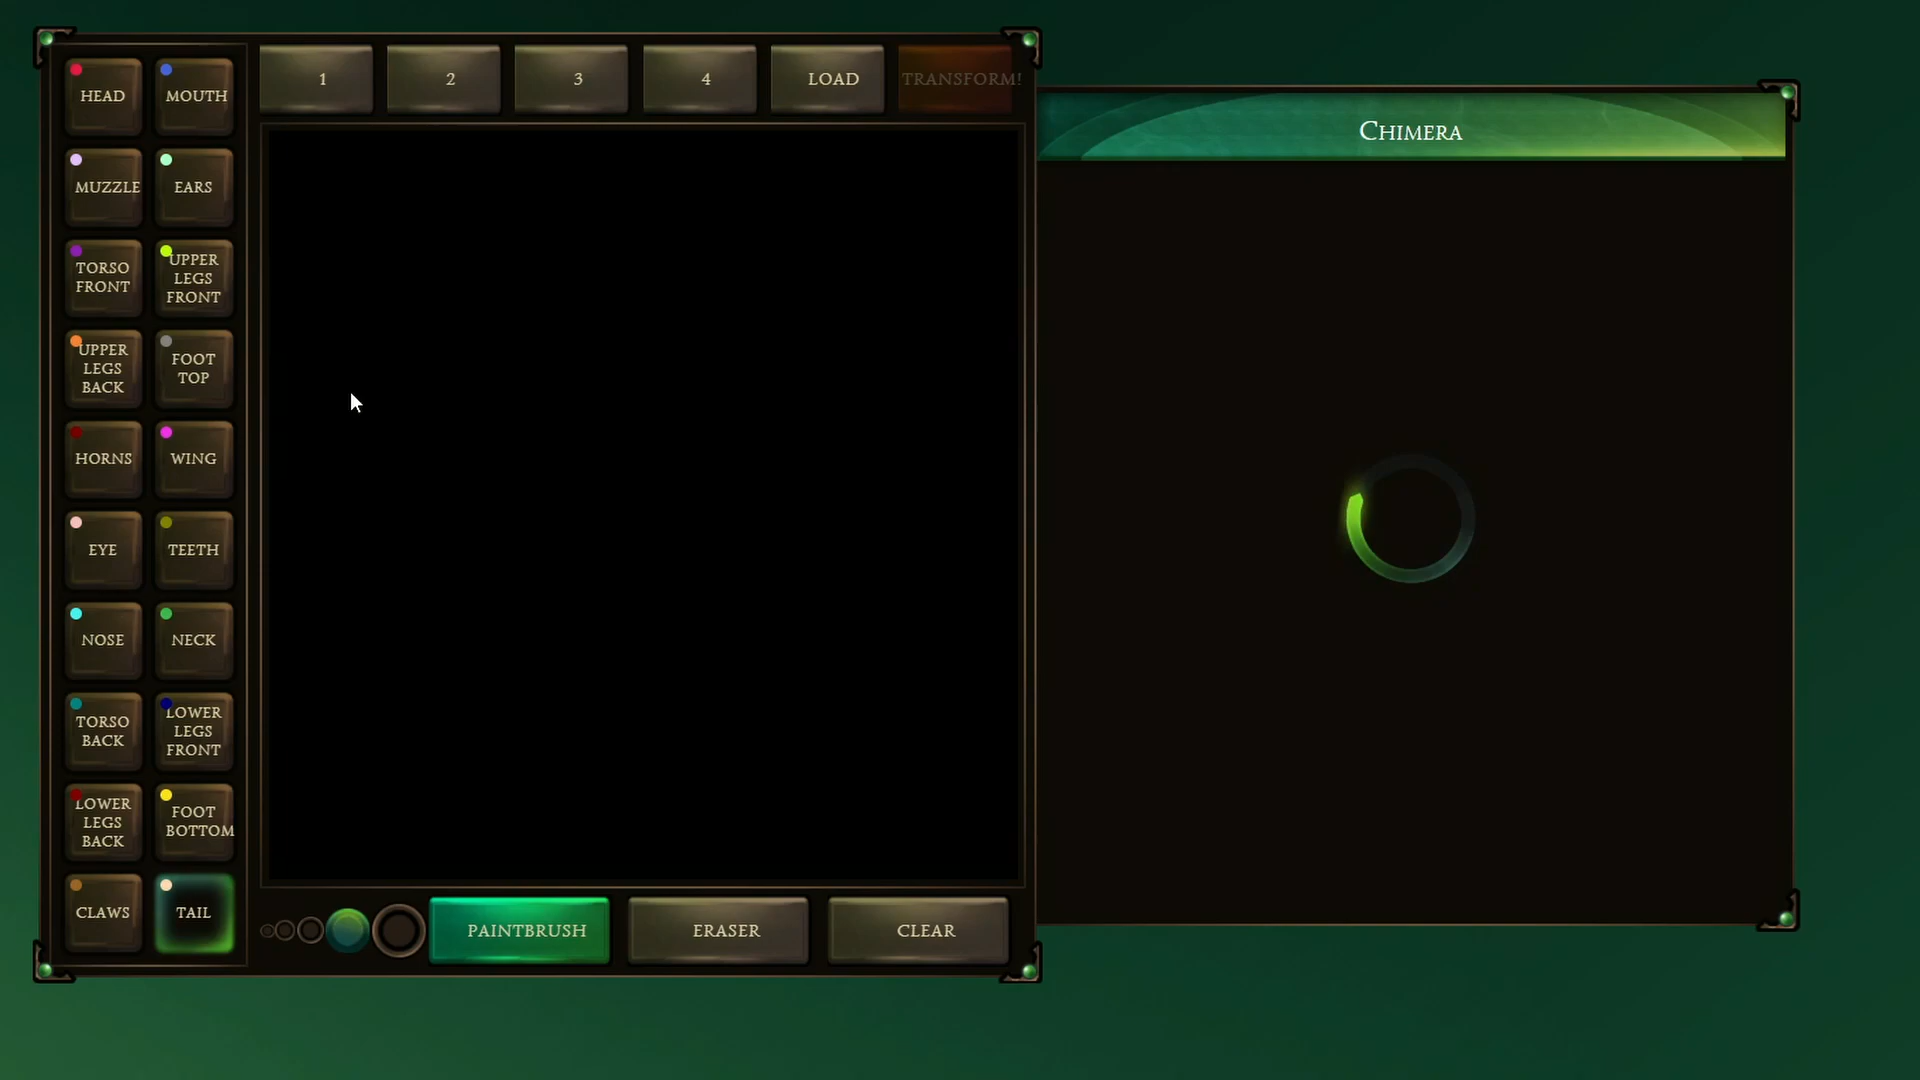 1
2
3
4
LOAD
TRANSFORM!
HEAD
MOUTH
MUZZLE
EARS
TORSO
FRONT
UPPER
LEGS
FRONT
UPPER
LEGS
BACK
FOOT
TOP
HORNS
WING
EYE
TEETH
NOSE
NECK
TORSO
BACK
LOWER
LEGS
FRONT
LOWER
LEGS
BACK
FOOT
BOTTOM
CLAWS
TAIL
PAINTBRUSH
ERASER
CLEAR
CHIMERA